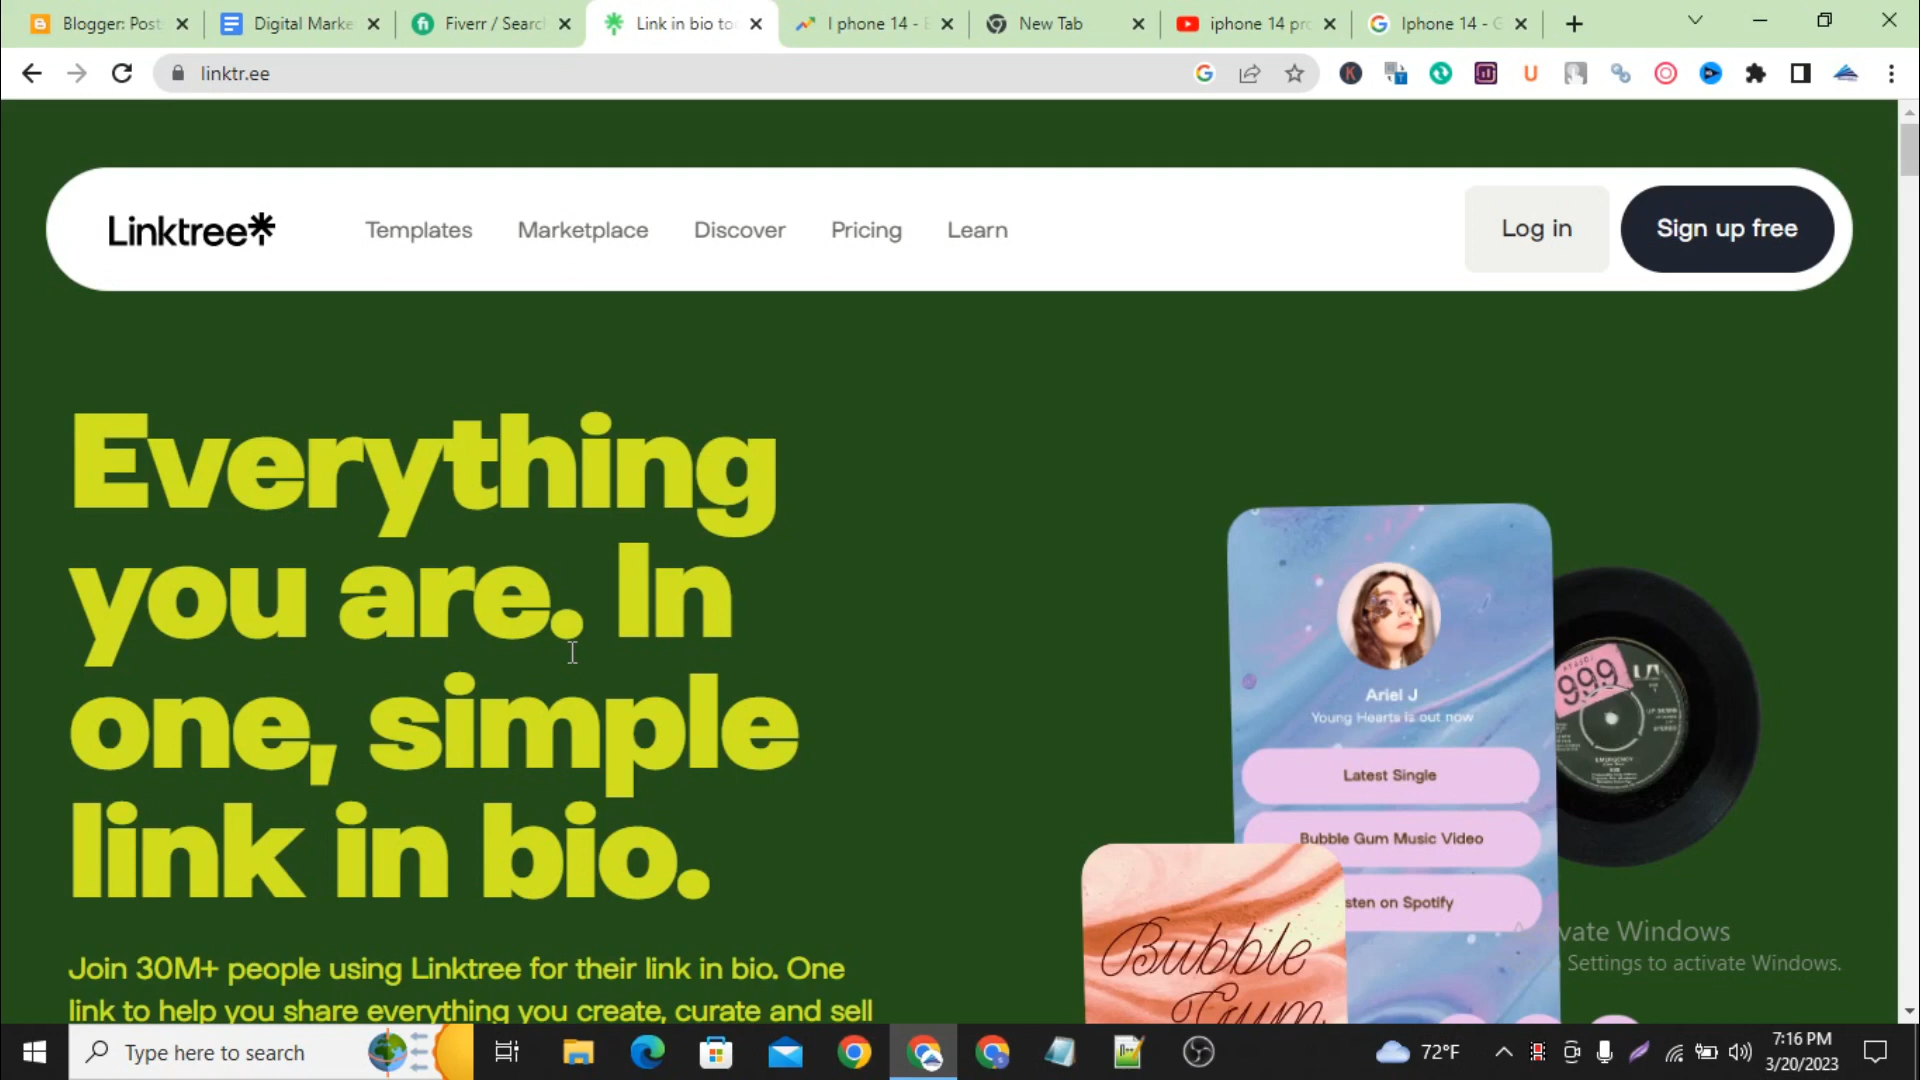 Blogger: Post
Digital Marke
Fiverr / Searc
Link in bio to
I phone 14 -
New Tab
iphone 14 pro
Iphone 14 - G
linktr.ee
Linktree
Templates
Marketplace
Discover
Pricing
Learn
Log in
Sign up free
Everything
you are. In
one, simple
link in bio.
Join 30M+ people using Linktree for their link in bio. One
link to help you share everything you create, curate and sell
Ariel J
Young Hearts is out now
Latest Single
Bubble Gum Music Video
sten on Spotify
Bubble
Gum
999
EMERGENCY
vate Windows
Settings to activate Windows.
Type here to search
72°F
7:16 PM
3/20/2023